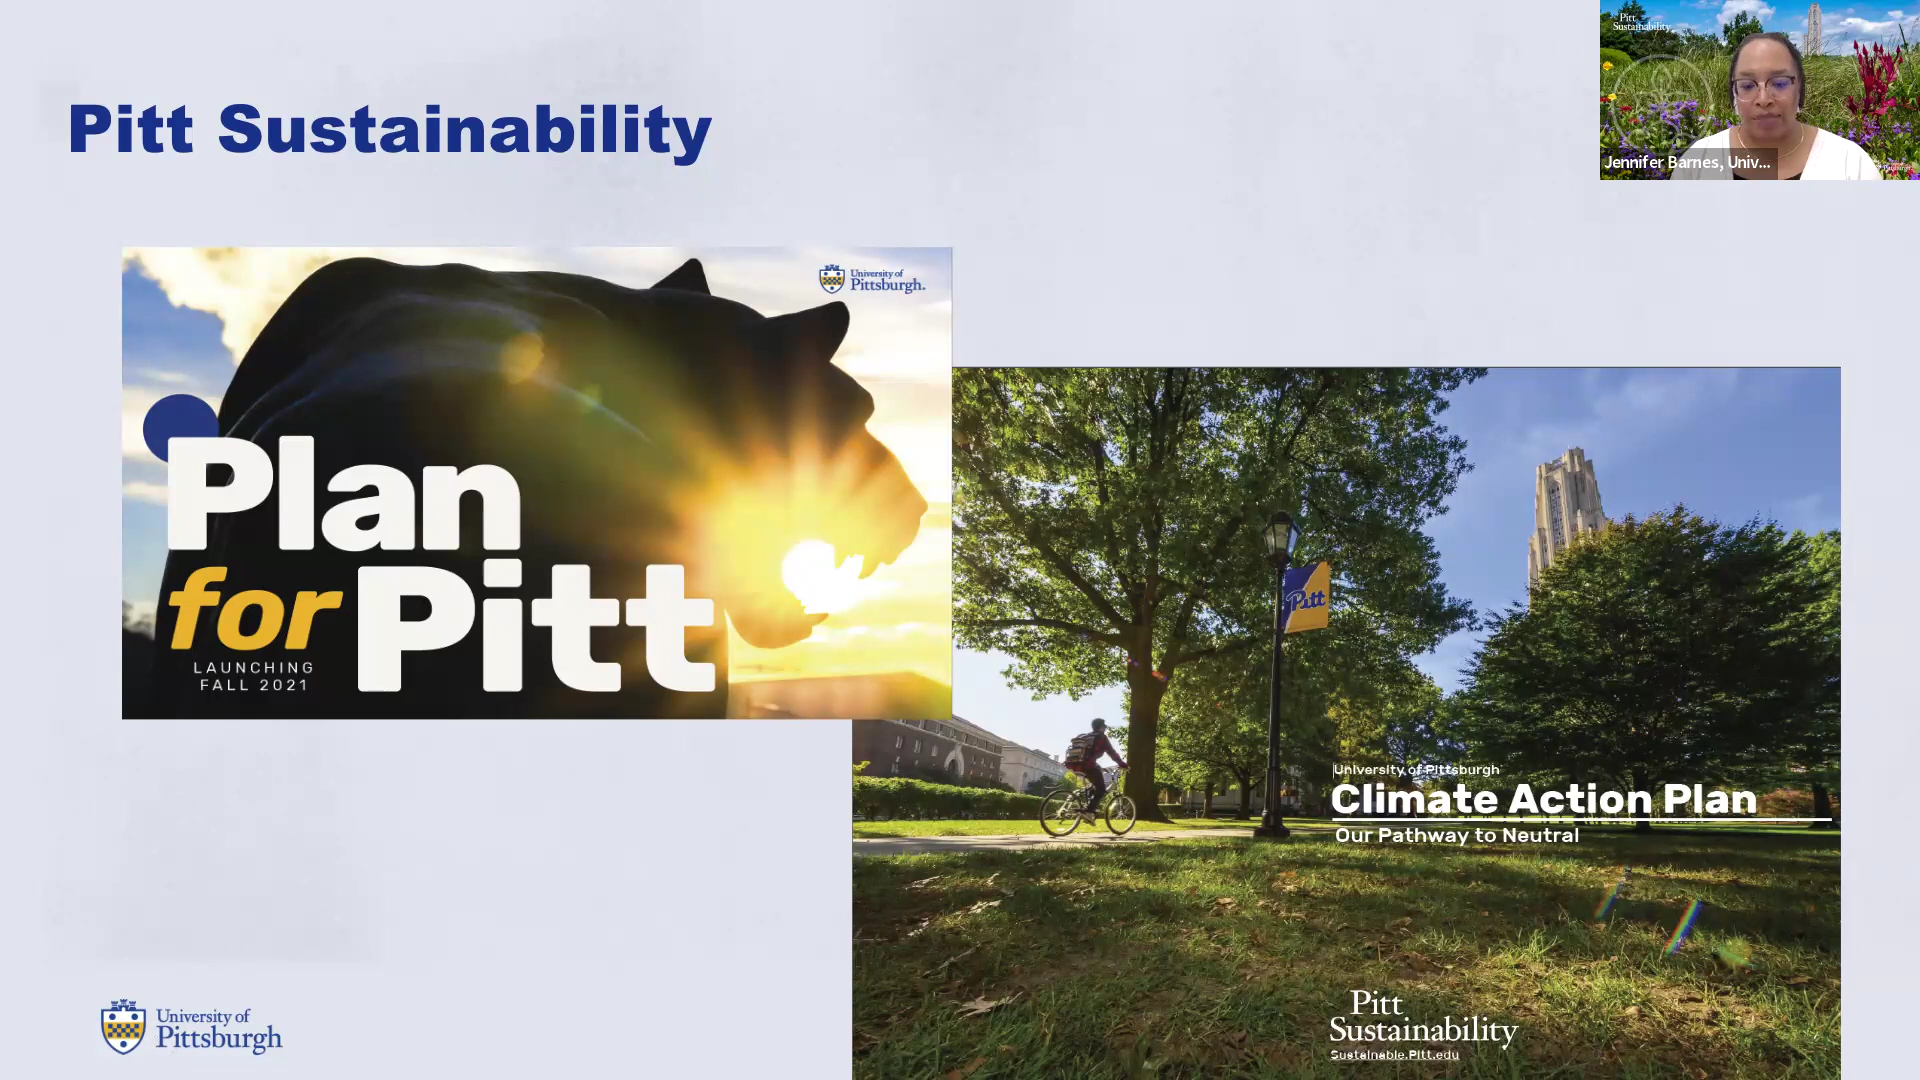 Pitt Sustainability
Pitt
Sustainability
Jennifer Barnes, Univ...
University of
Pittsburgh.
Plan
for Pitt
LAUNCHING
FALL 2021
Pitt
University of Pittsburgh
Climate Action Plan
Our Pathway to Neutral
Pitt
Sustainability
Sustainable.Pitt.edu
University of
Pittsburgh